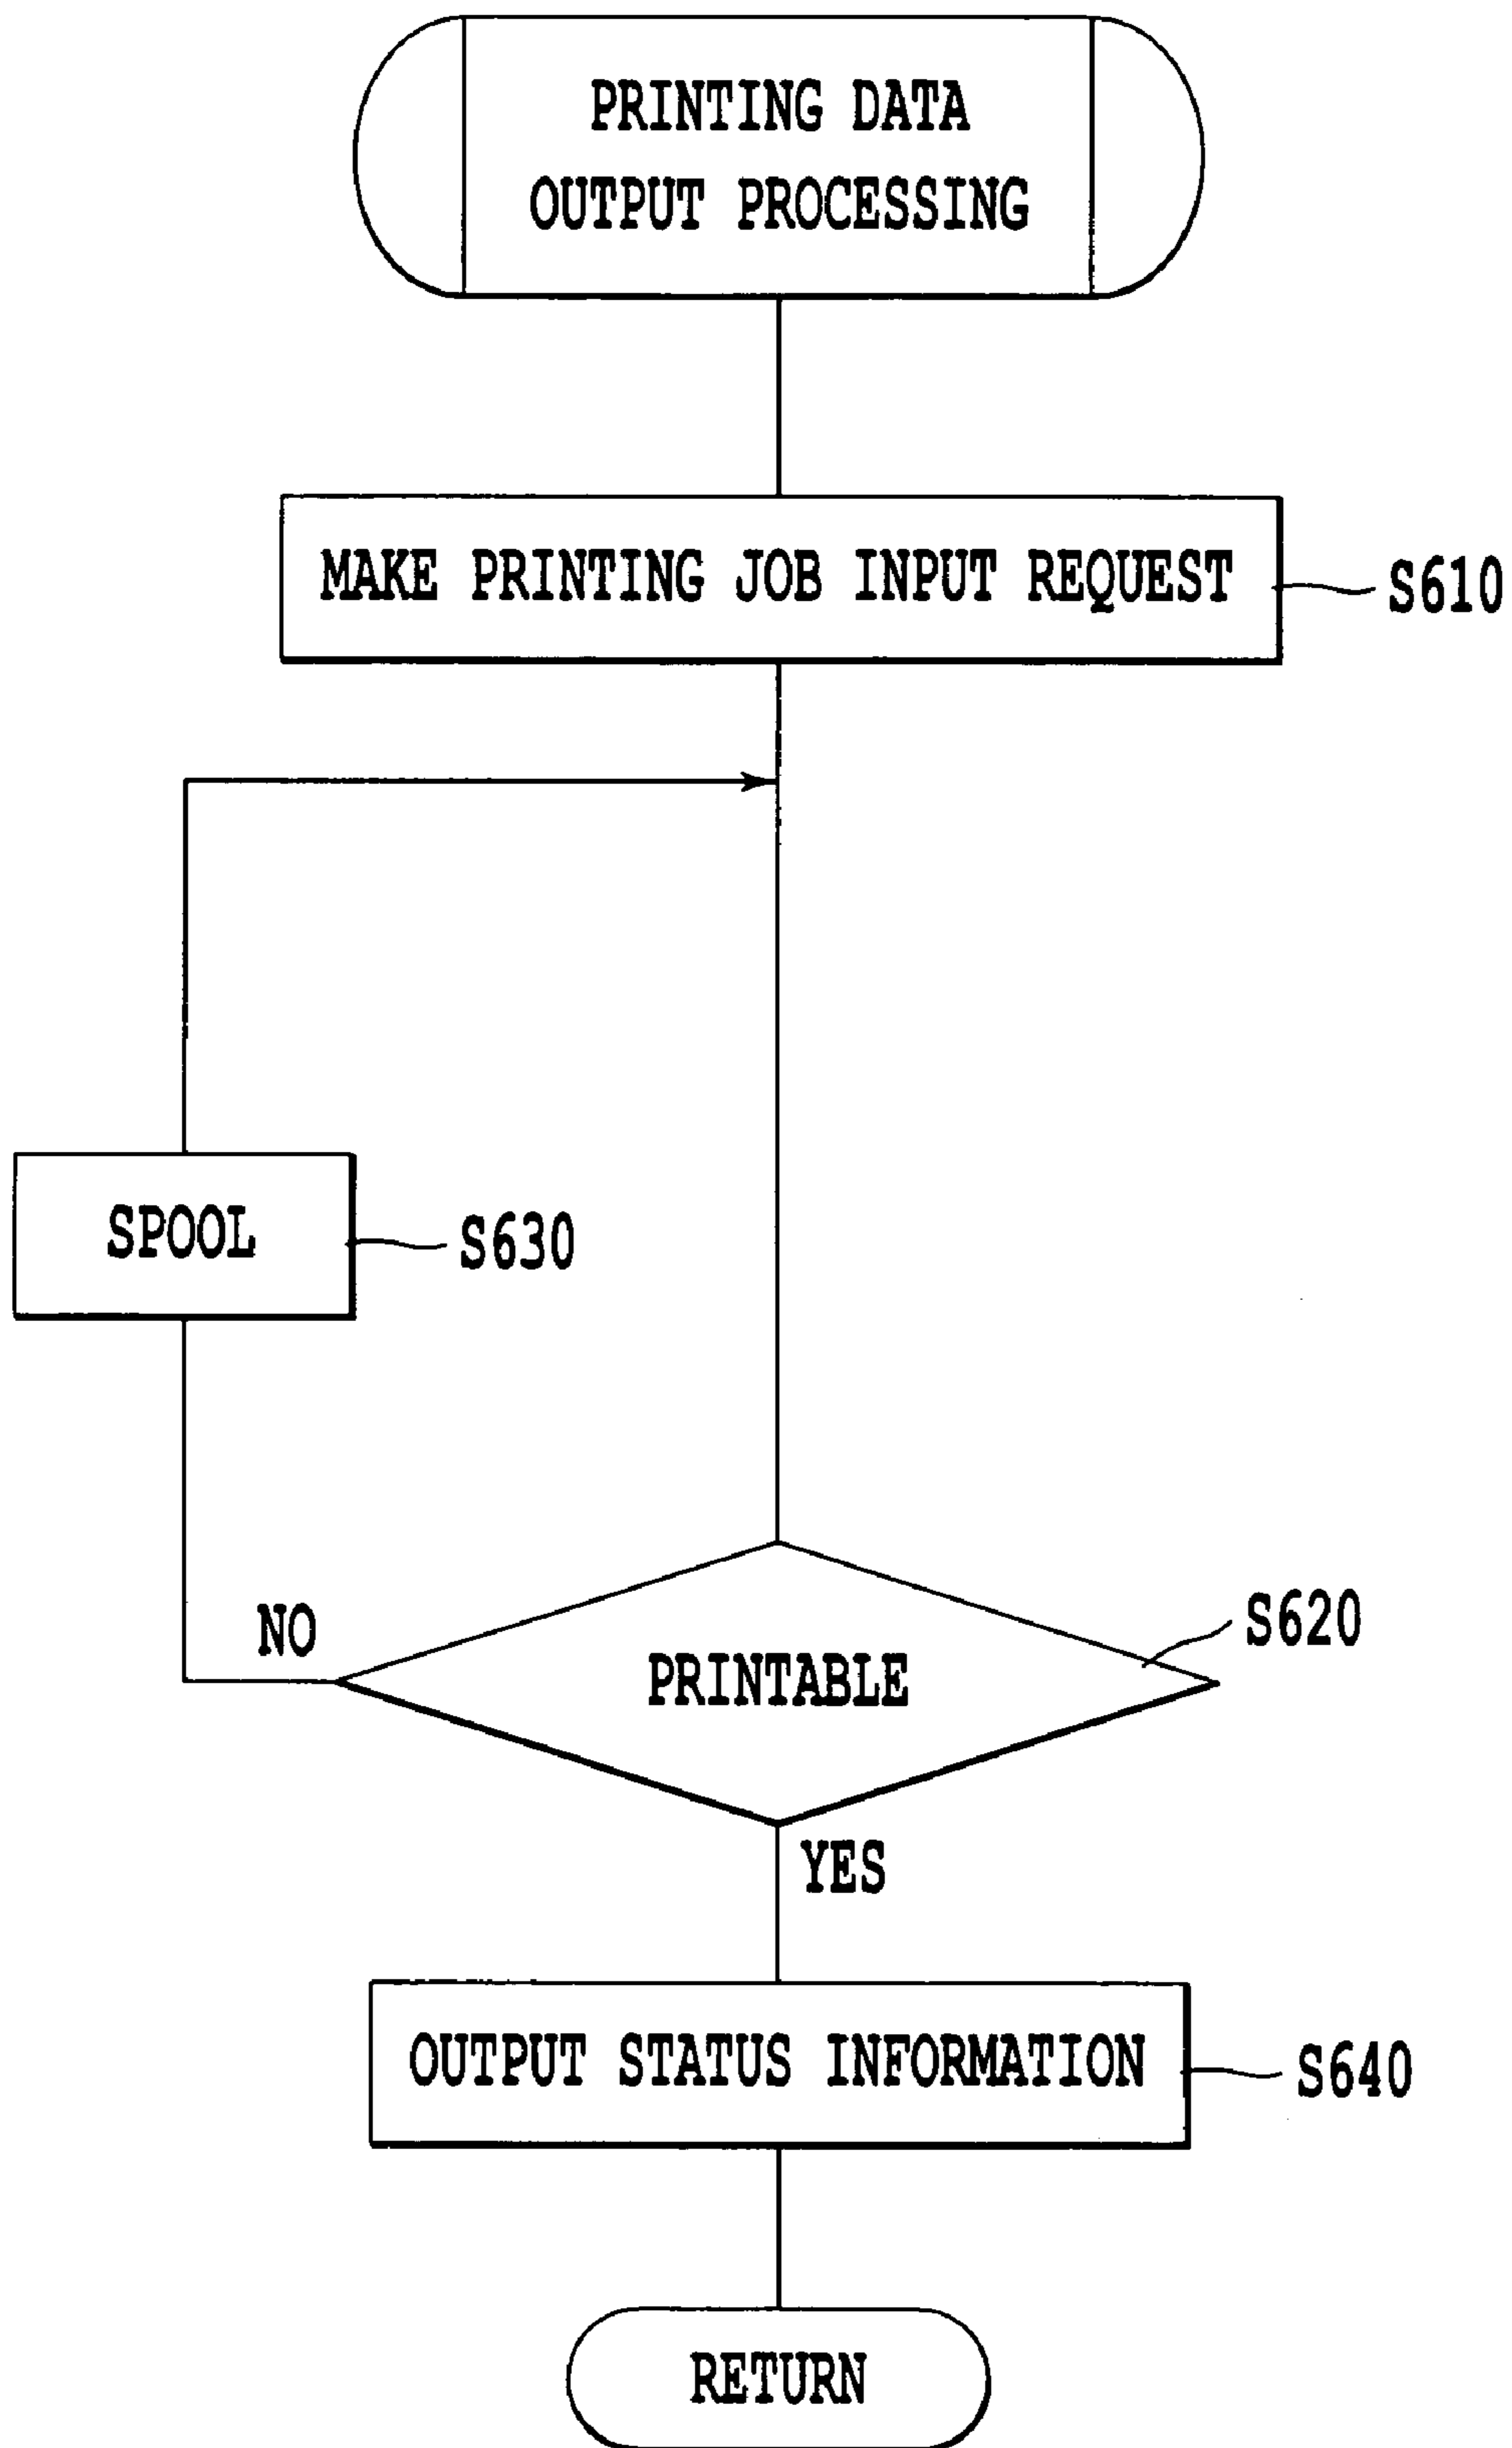 PRINTING DATA
OUTPUT PROCESSING
MAKE PRINTING JOB INPUT REQUEST
S610
SPOOL
S630
NO
PRINTABLE
S620
YES
OUTPUT STATUS INFORMATION
S640
RETURN